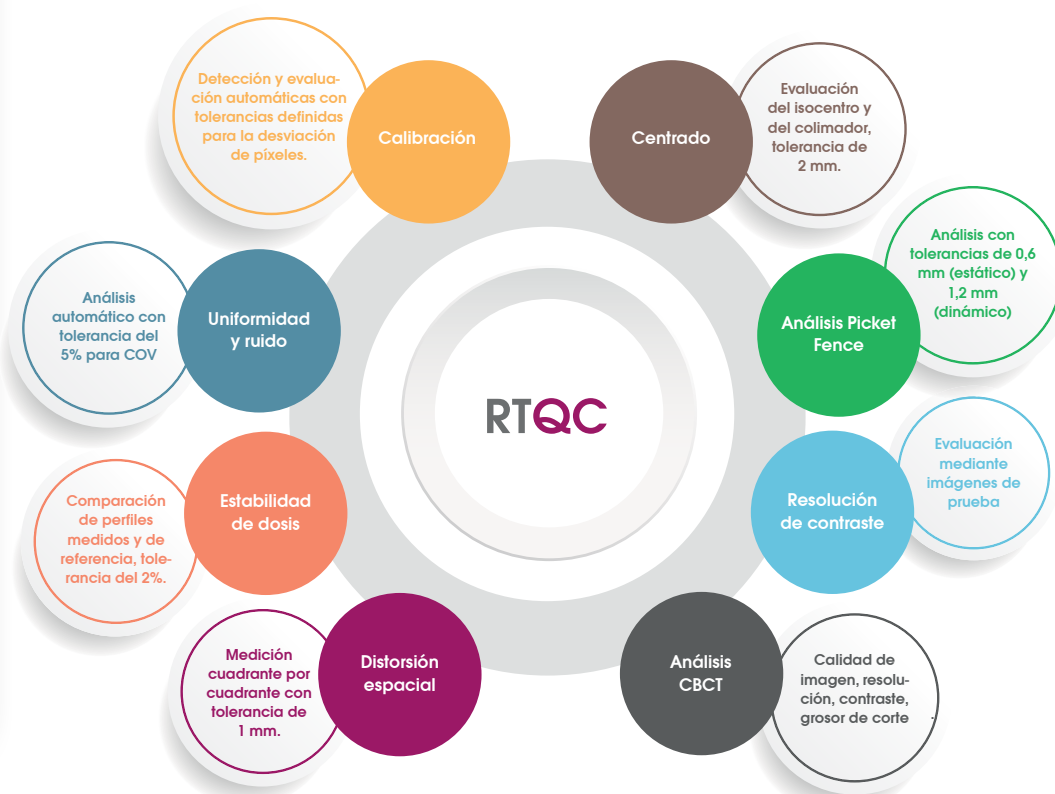 Detección y evalua-
ción automáticas con
tolerancias definidas
para la desviación
de píxeles.
Calibración
Centrado
Evaluación
del isocentro y
del colimador,
tolerancia de
2 mm.
Análisis
automático con
tolerancia del
5% para COV
Uniformidad
y ruido
Análisis Picket
Fence
Análisis con
tolerancias de 0,6
mm (estático) y
1,2 mm
(dinámico)
RTQC
Comparación
de perfiles
medidos y de
referencia, tole-
rancia del 2%.
Estabilidad
de dosis
Resolución
de contraste
Evaluación
mediante
imágenes de
prueba
Medición
cuadrante por
cuadrante con
tolerancia de
1 mm.
Distorsión
espacial
Análisis
CBCT
Calidad de
imagen, resolu-
ción, contraste,
grosor de corte .